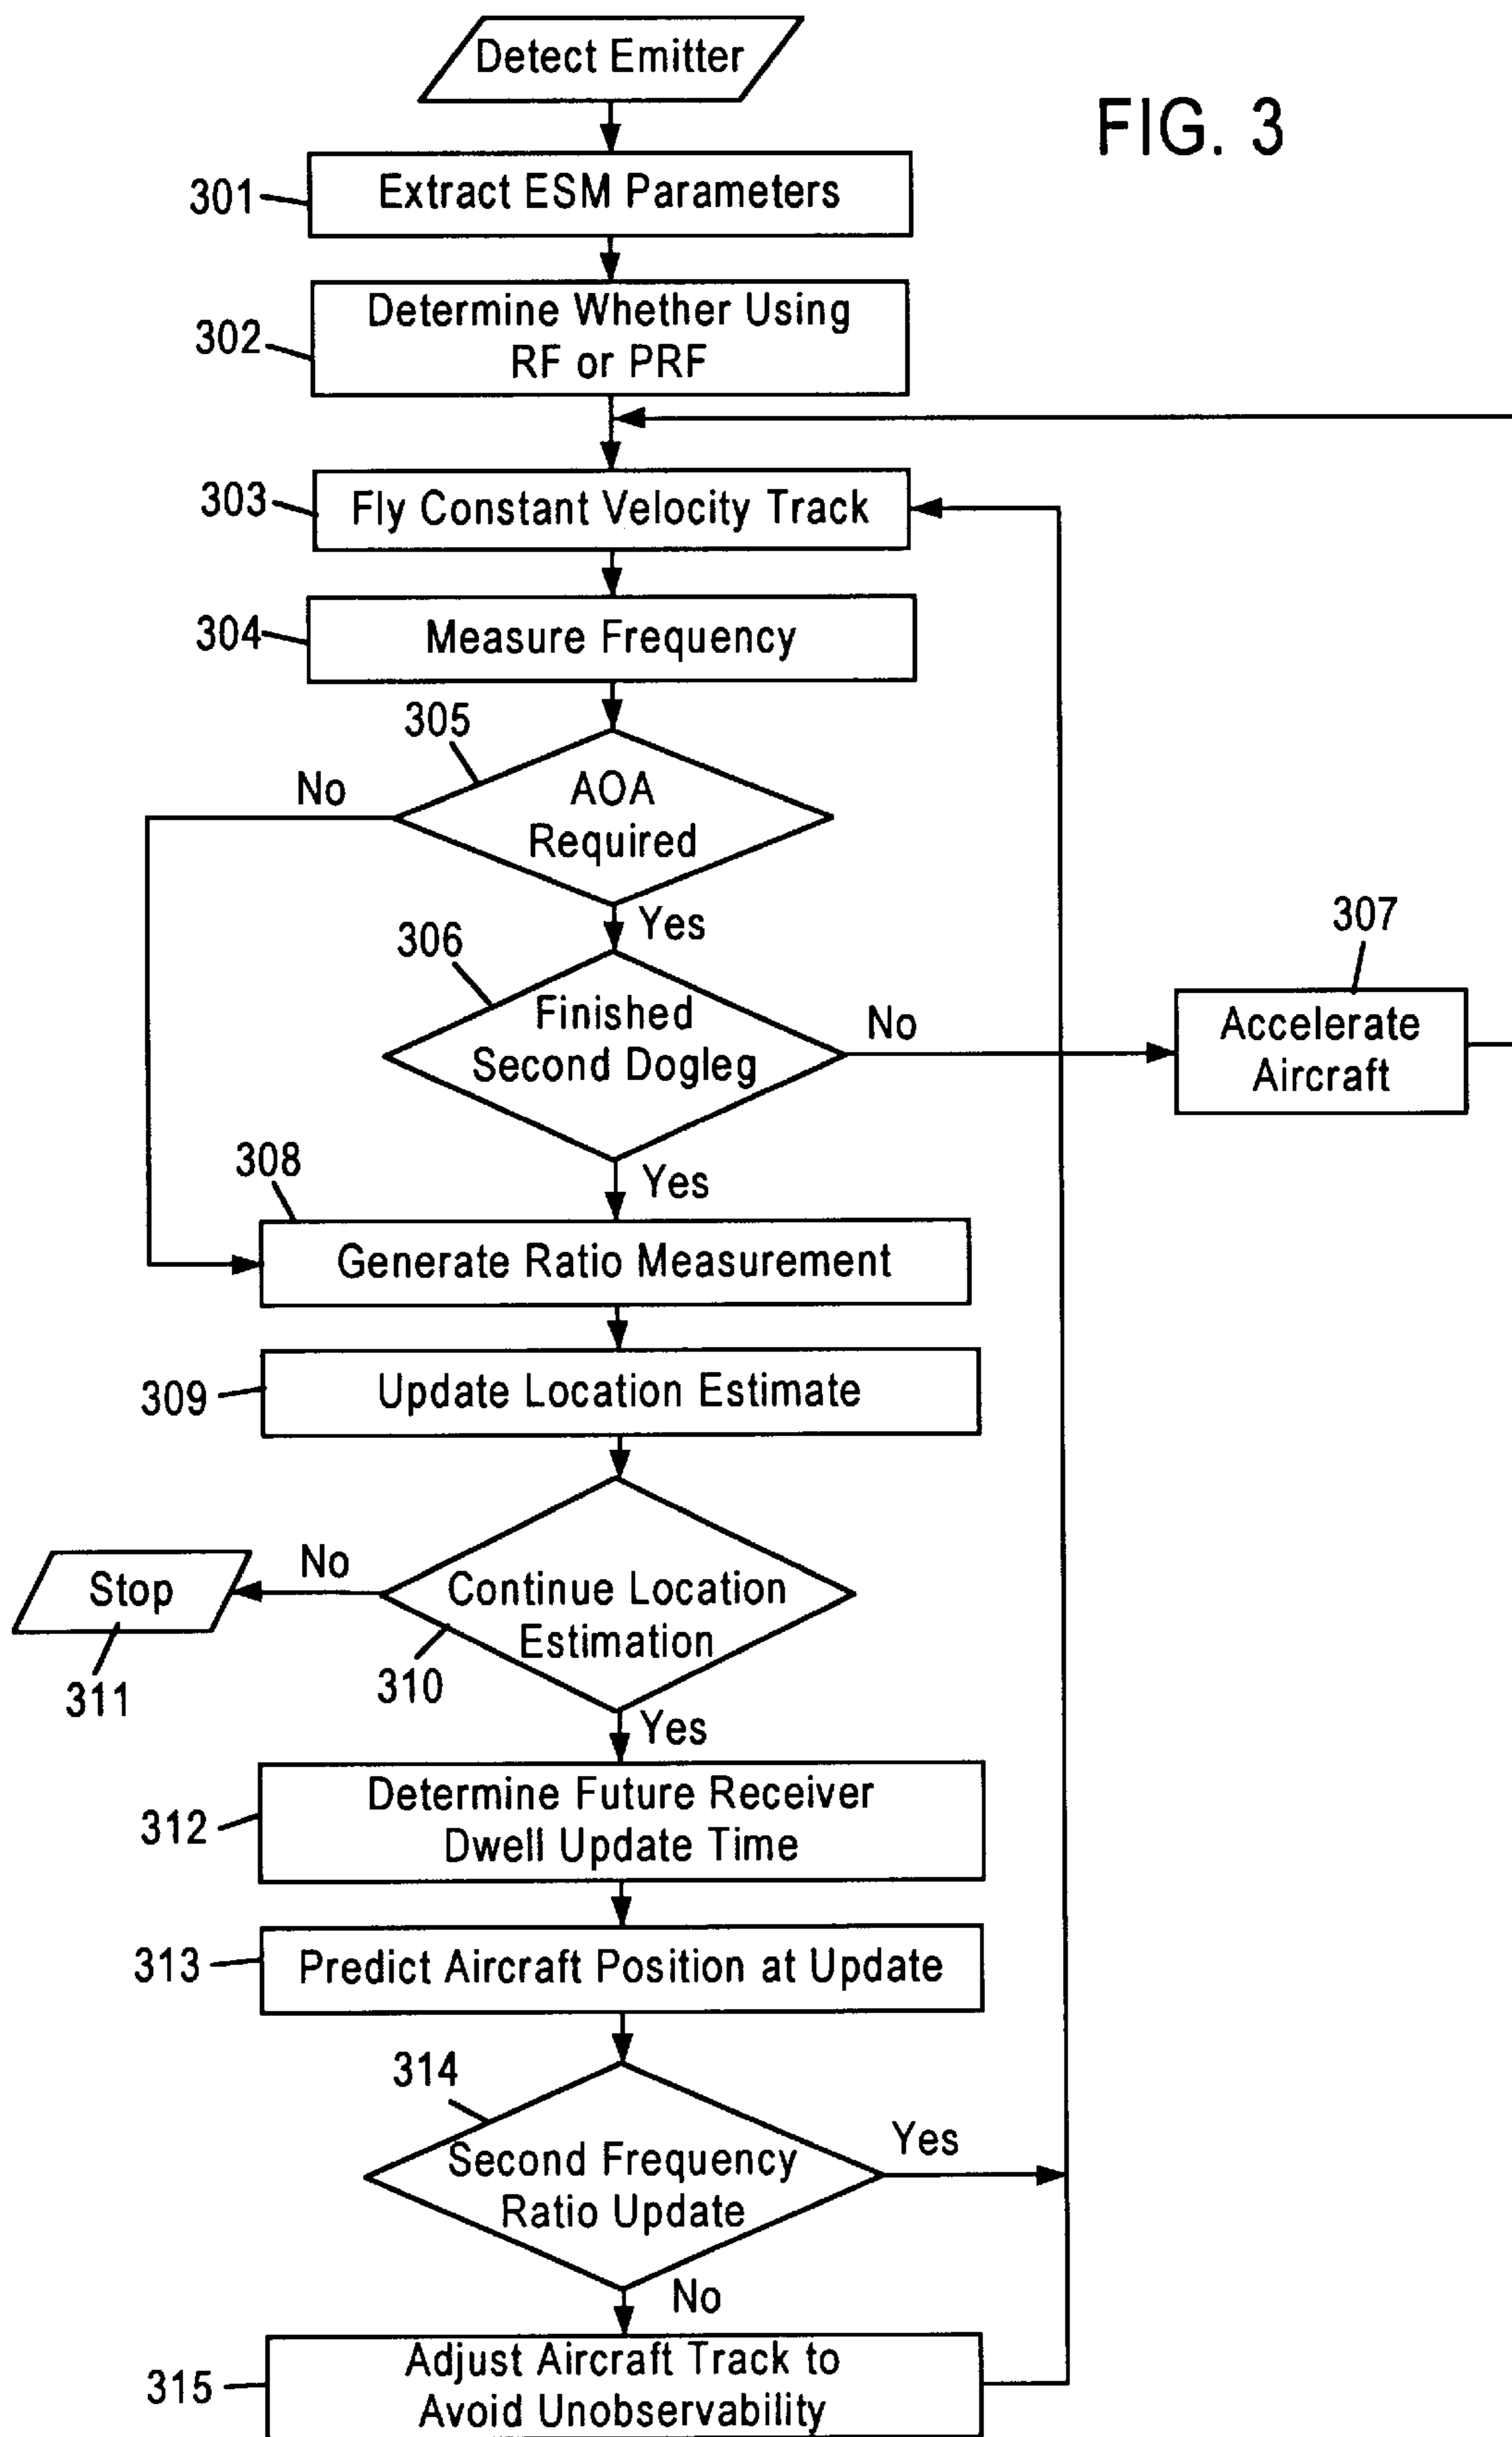 Detect Emitter
FIG. 3
301
Extract ESM Parameters
302
Determine Whether Using
RF or PRF
303
Fly Constant Velocity Track
304
Measure Frequency
305
No
AOA
Required
Yes
306
Finished
Second Dogleg
No
307
Accelerate
Aircraft
Yes
308
Generate Ratio Measurement
309
Update Location Estimate
No
Stop
311
Continue Location
Estimation
310
Yes
312
Determine Future Receiver
Dwell Update Time
313
Predict Aircraft Position at Update
314
Second Frequency
Ratio Update
Yes
No
315
Adjust Aircraft Track to
Avoid Unobservability